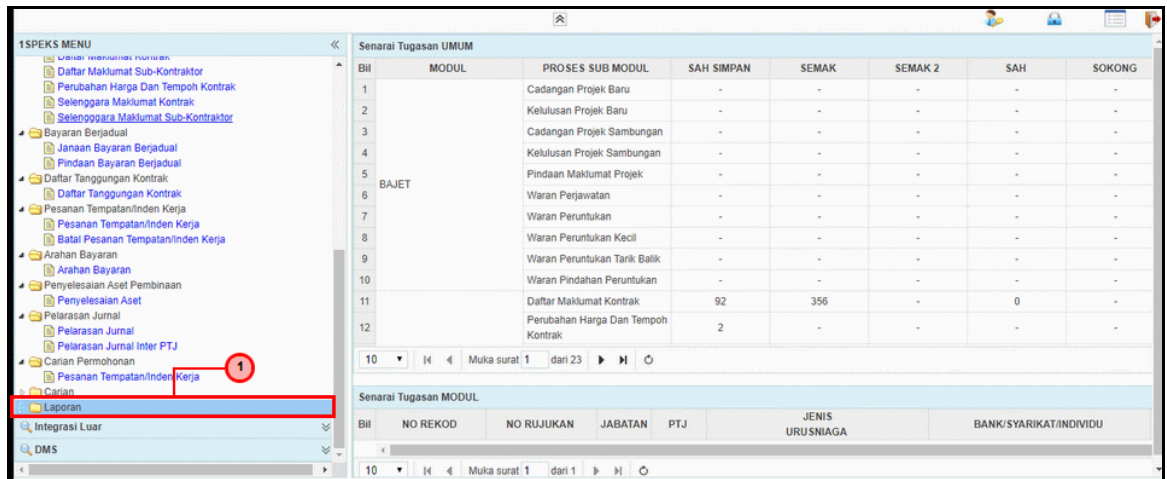 1SPEKS MENU
Daftar Maklumat Kontrak
Daftar Maklumat Sub-Kontraktor
Perubahan Harga Dan Tempoh Kontrak
Selenggara Maklumat Kontrak
Selengggara Maklumat Sub-Kontraktor
Bayaran Berjadual
Janaan Bayaran Berjadual
Pindaan Bayaran Berjadual
Daftar Tanggungan Kontrak
Daftar Tanggungan Kontrak
Pesanan Tempatan/Inden Kerja
Pesanan Tempatan/Inden Kerja
Batal Pesanan Tempatan/Inden Kerja
Arahan Bayaran
Arahan Bayaran
Penyelesaian Aset Pembinaan
Penyelesaian Aset
Pelarasan Jurnal
Pelarasan Jurnal
Pelarasan Jurnal Inter PTJ
Carian Permohonan
Pesanan Tempatan/Inden Kerja
Carian
Laporan
1
Integrasi Luar
DMS
Senarai Tugasan UMUM
Bil MODUL PROSES SUB MODUL SAH SIMPAN SEMAK SEMAK 2 SAH SOKONG
1 Cadangan Projek Baru - - - - -
2 Kelulusan Projek Baru - - - - -
3 Cadangan Projek Sambungan - - - - -
4 Kelulusan Projek Sambungan - - - - -
5 Pindaan Maklumat Projek - - - - -
BAJET
6 Waran Perjawatan - - - - -
7 Waran Peruntukan - - - - -
8 Waran Peruntukan Kecil - - - - -
9 Waran Peruntukan Tarik Balik - - - - -
10 Waran Pindahan Peruntukan - - - - -
11 Daftar Maklumat Kontrak 92 356 - 0 -
12 Perubahan Harga Dan Tempoh Kontrak 2 - - - -
10 Muka surat 1 dari 23
Senarai Tugasan MODUL
Bil NO REKOD NO RUJUKAN JABATAN PTJ JENIS URUSNIAGA BANK/SYARIKAT/INDIVIDU
10 Muka surat 1 dari 1